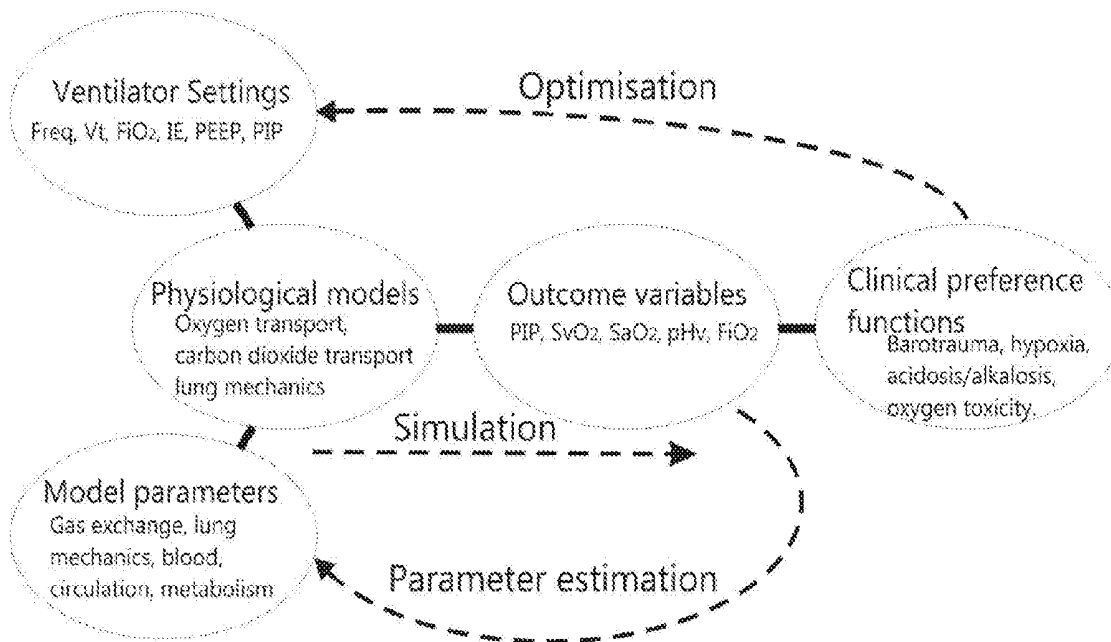 Ventilator Settings
Freq, Vt, FiO2, IE, PEEP, PIP
Optimisation
Physiological models
Oxygen transport,
carbon dioxide transport
lung mechanics
Outcome variables
PIP, SvO2, SaO2, pHv, FiO2
Clinical preference
functions
Barotrauma, hypoxia,
acidosis/alkalosis,
oxygen toxicity.
Simulation
Model parameters
Gas exchange, lung
mechanics, blood,
circulation, metabolism
Parameter estimation